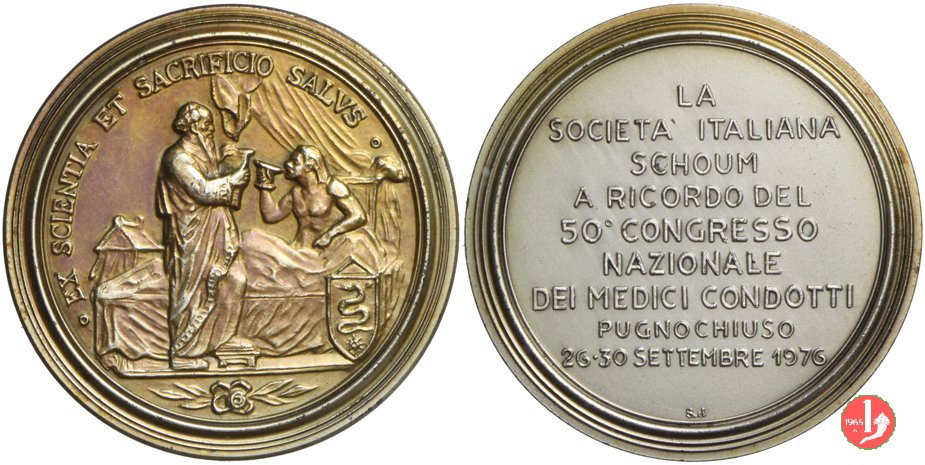 EX SCIENTIA ET SACRIFICIO SALVS
LA
SOCIETA' ITALIANA
SCHOUM
A RICORDO DEL
50° CONGRESSO
NAZIONALE
DEI MEDICI CONDOTTI
PUGNOCHIUSO
26·30 SETTEMBRE 1976
S.J
1966